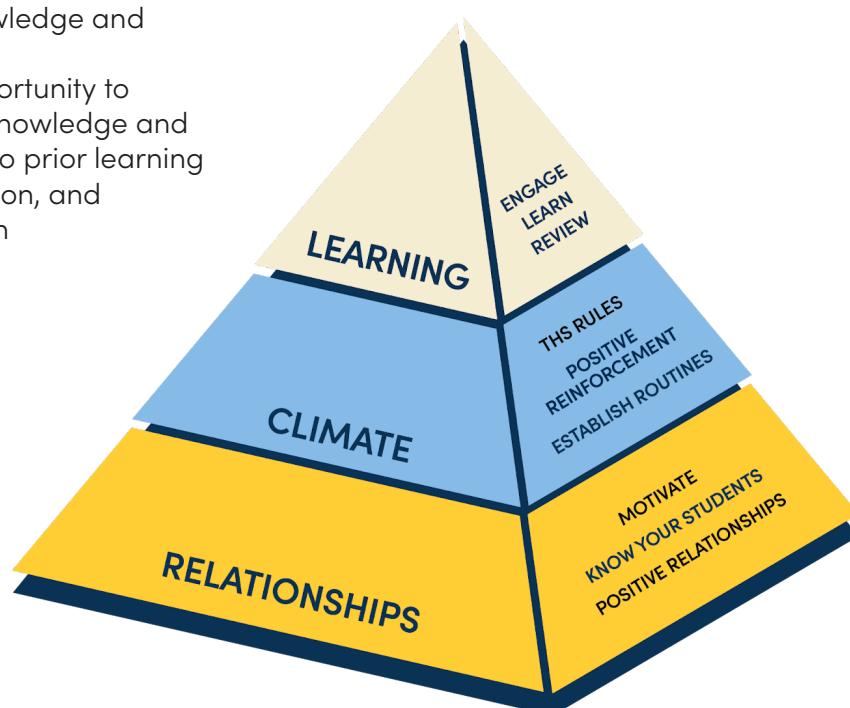 wledge and
ortunity to
nowledge and
o prior learning
on, and
n
ENGAGE
LEARN
REVIEW
LEARNING
THS RULES
POSITIVE
REINFORCEMENT
ESTABLISH ROUTINES
CLIMATE
MOTIVATE
KNOW YOUR STUDENTS
POSITIVE RELATIONSHIPS
RELATIONSHIPS